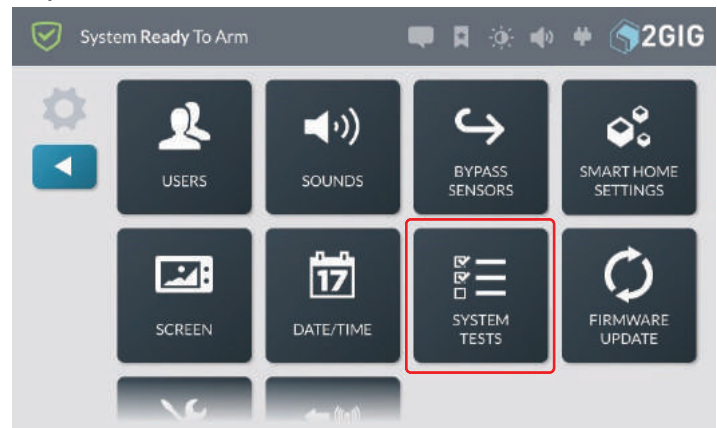 System Ready To Arm
2GIG
USERS
SOUNDS
BYPASS
SENSORS
SMART HOME
SETTINGS
SCREEN
17
DATE/TIME
SYSTEM
TESTS
FIRMWARE
UPDATE